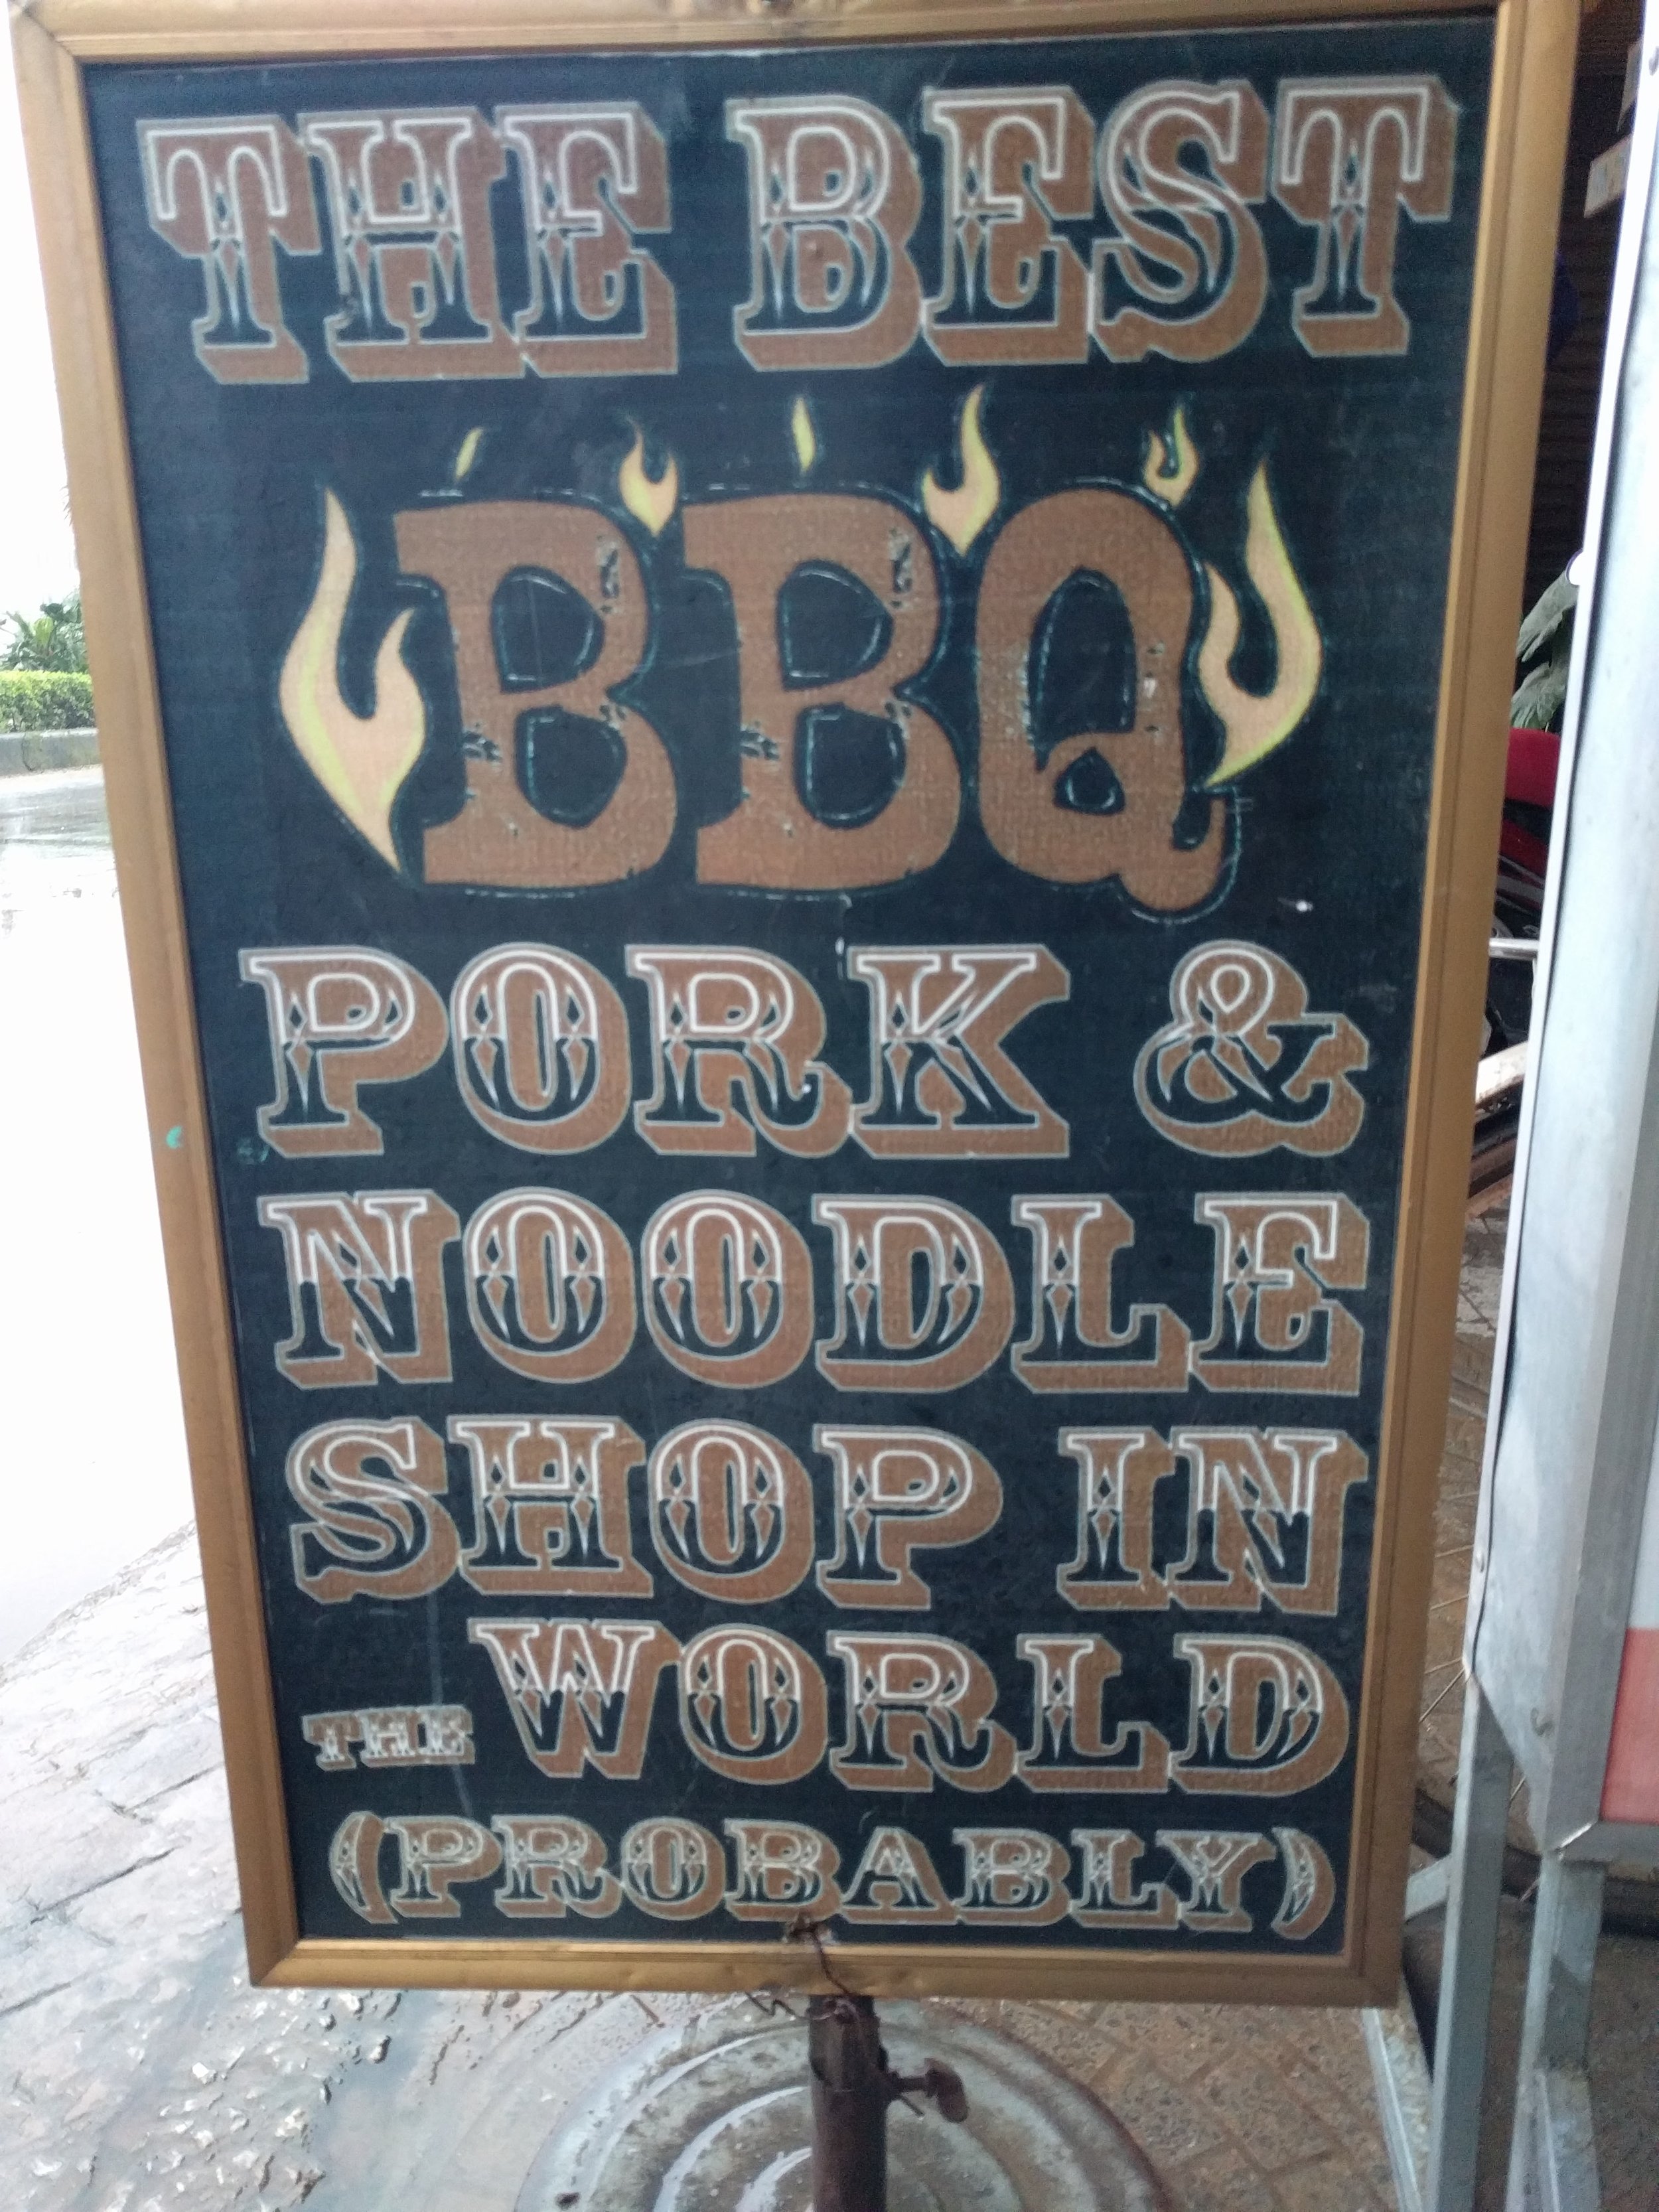 THE BEST
BBQ
PORK &
NOODLE
SHOP IN
THE WORLD
(PROBABLY)